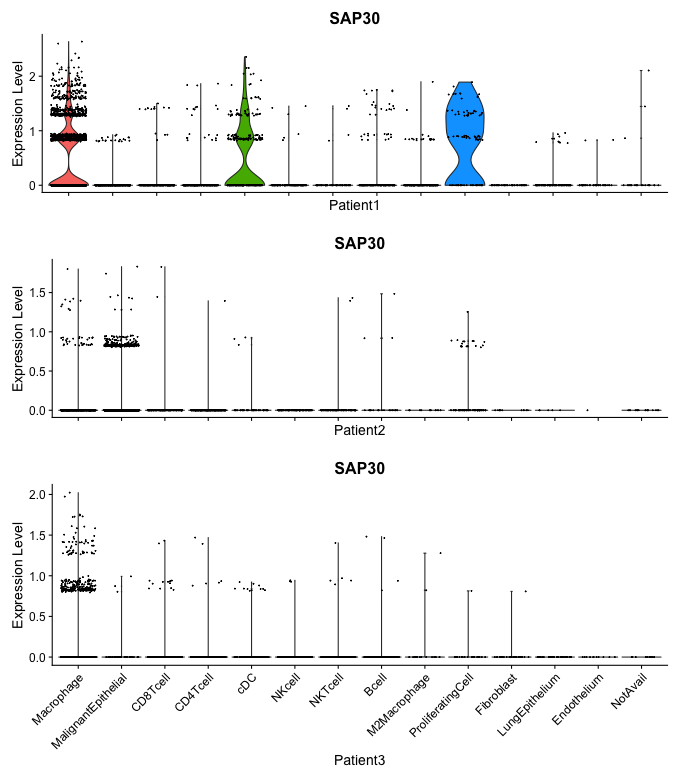 SAP30
Expression Level
2
1
0
Patient1
SAP30
Expression Level
1.5
1.0
0.5
0.0
Patient2
SAP30
Expression Level
2.0
1.5
1.0
0.5
0.0
Macrophage
MalignantEpithelial
CD8Tcell
CD4Tcell
cDC
NKcell
NKTcell
Bcell
M2Macrophage
ProliferatingCell
Fibroblast
LungEpithelium
Endothelium
NotAvail
Patient3